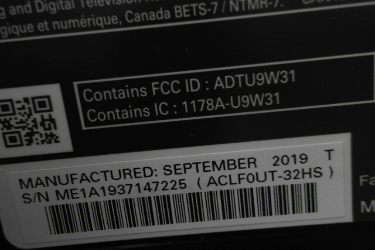 and Digital Television
gique et numérique, Canada BETS-7 / NTMR-7.
Contains FCC ID : ADTU9W31
Contains IC : 1178A-U9W31
MANUFACTURED: SEPTEMBER 2019 T
S/N ME1A1937147225 ( ACLF0UT-32HS )
Fa
M